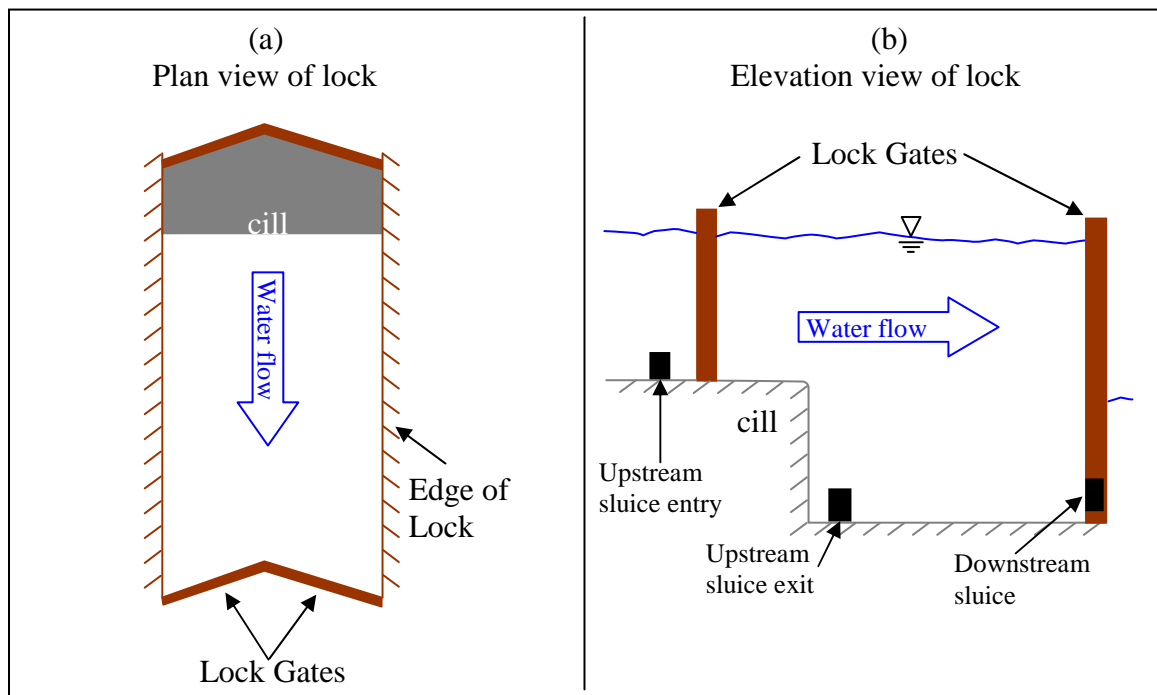 (a)
Plan view of lock
cill
Water flow
Edge of
Lock
Lock Gates
(b)
Elevation view of lock
Lock Gates
Water flow
cill
Upstream
sluice entry
Upstream
sluice exit
Downstream
sluice